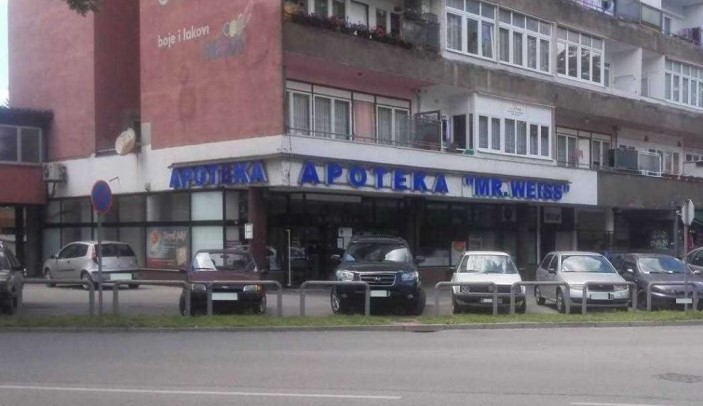 boje i lakovi
APOTEKA
APOTEKA "MR.WEISS"